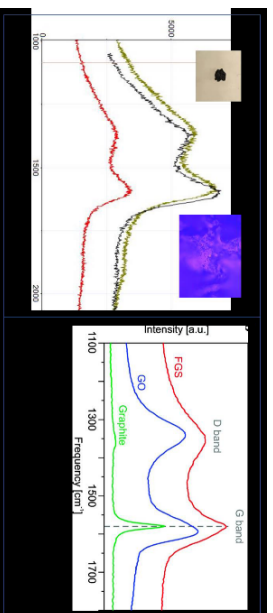 5000
1000
1500
2000
Intensity [a.u.]
FGS
D band
G band
GO
Graphite
1100
1300
1500
1700
Frequency [cm⁻¹]